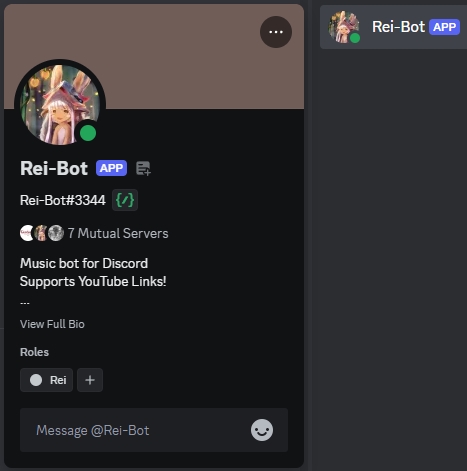 Rei-Bot APP
Rei-Bot#3344 {/}
7 Mutual Servers
Music bot for Discord
Supports YouTube Links!
...
View Full Bio
Roles
Rei +
Message @Rei-Bot
Rei-Bot APP